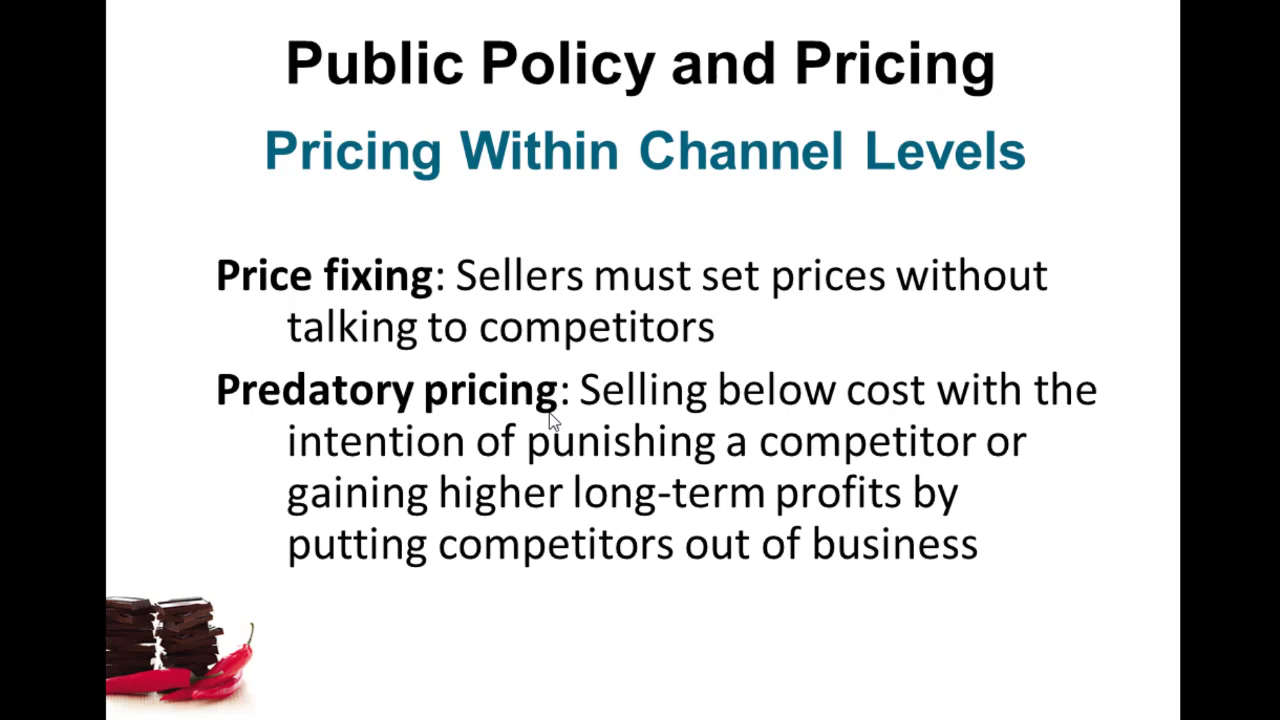 Public Policy and Pricing
Pricing Within Channel Levels
Price fixing: Sellers must set prices without
talking to competitors
Predatory pricing: Selling below cost with the
intention of punishing a competitor or
gaining higher long-term profits by
putting competitors out of business